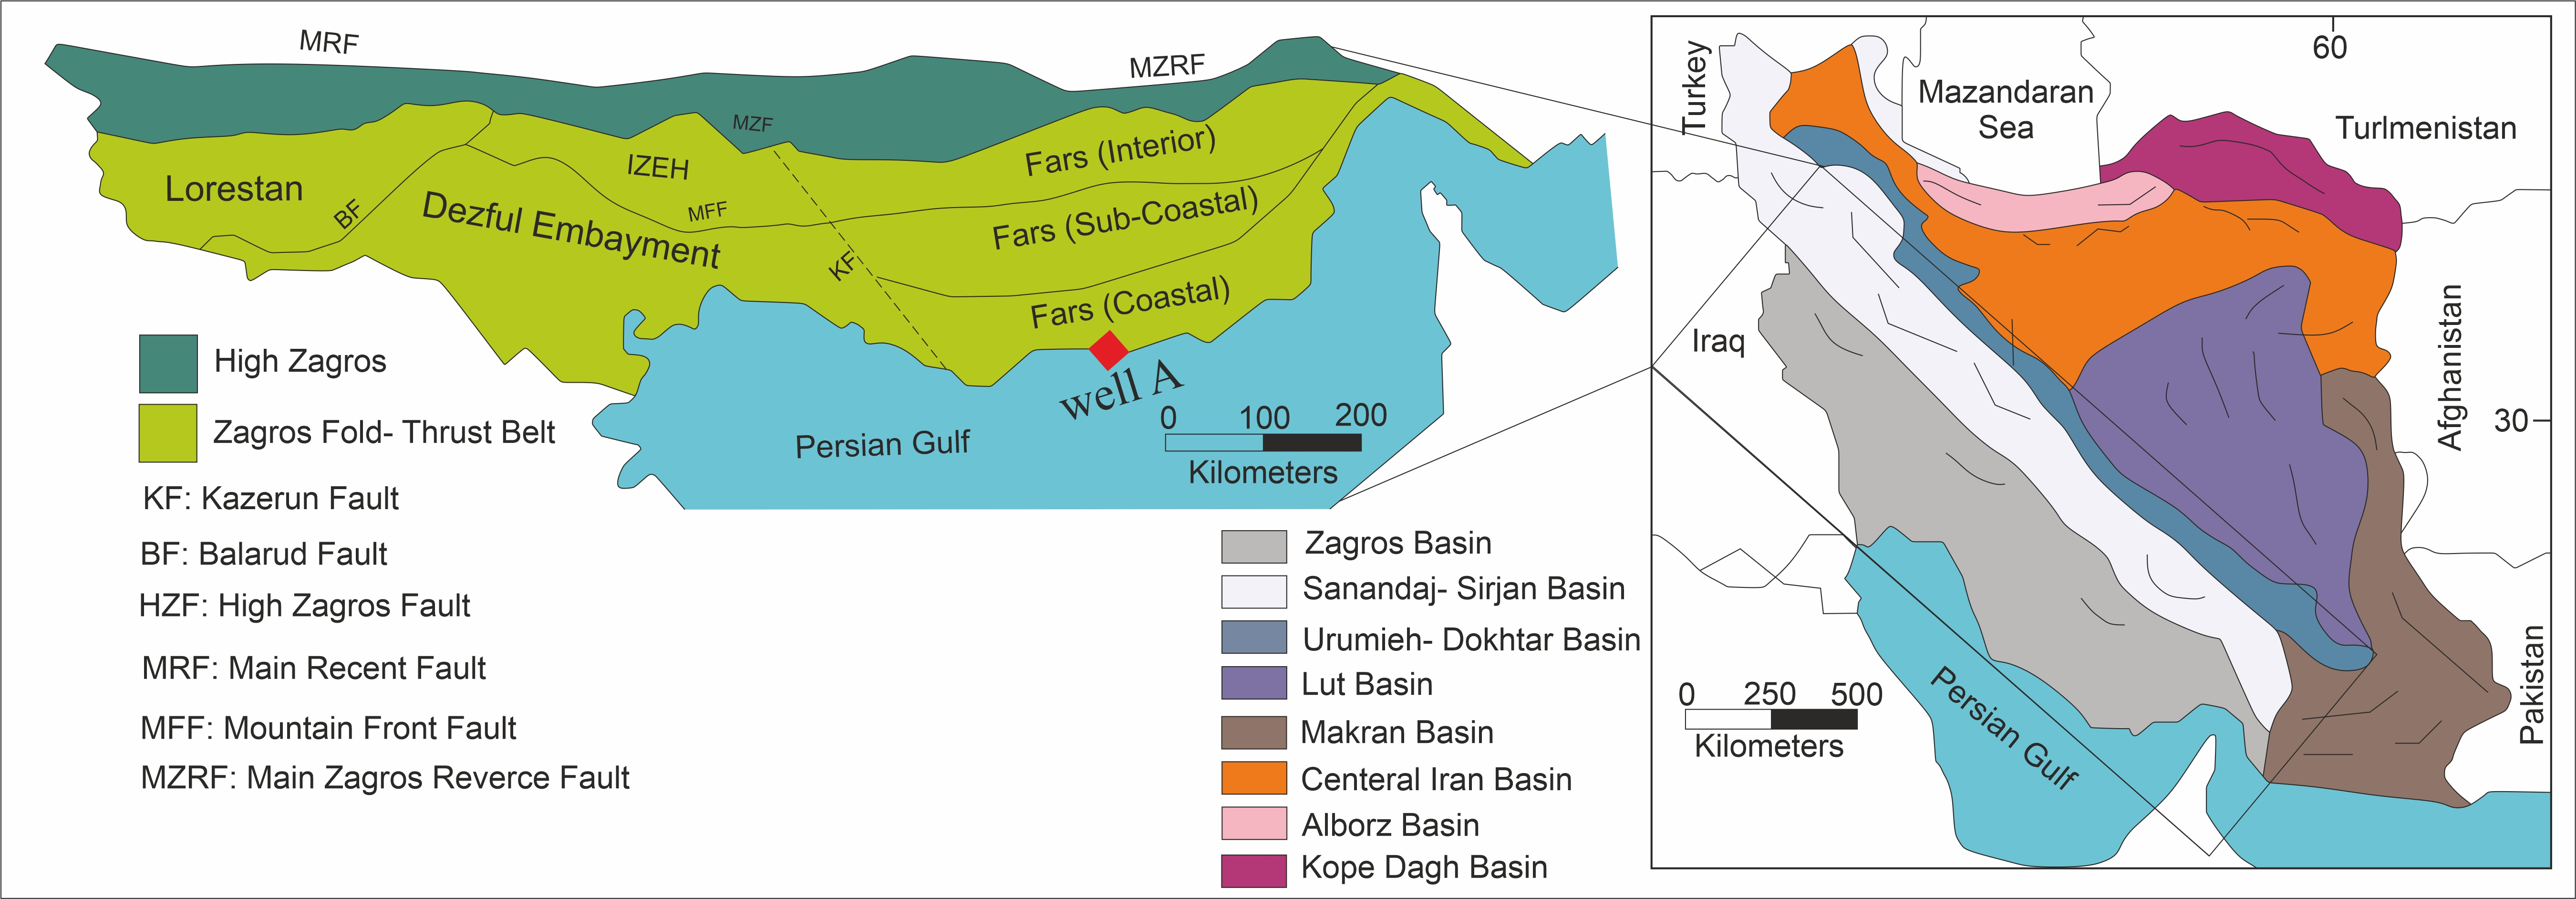 MRF
MZRF
MZF
Lorestan
BF
IZEH
Dezful Embayment
MFF
KF
Fars (Interior)
Fars (Sub-Coastal)
Fars (Coastal)
well A
Persian Gulf
0 100 200
Kilometers
High Zagros
Zagros Fold- Thrust Belt
KF: Kazerun Fault
BF: Balarud Fault
HZF: High Zagros Fault
MRF: Main Recent Fault
MFF: Mountain Front Fault
MZRF: Main Zagros Reverce Fault
Zagros Basin
Sanandaj- Sirjan Basin
Urumieh- Dokhtar Basin
Lut Basin
Makran Basin
Centeral Iran Basin
Alborz Basin
Kope Dagh Basin
60
Turkey
Mazandaran
Sea
Turlmenistan
Iraq
Afghanistan
30
Pakistan
Persian Gulf
0 250 500
Kilometers